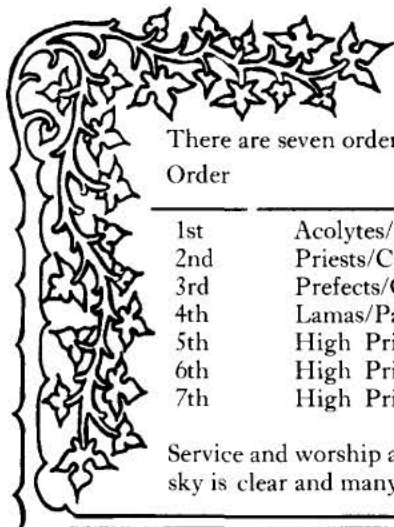 There are seven order
Order
1st Acolytes/
2nd Priests/C
3rd Prefects/
4th Lamas/Pa
5th High Pri
6th High Pri
7th High Pri
Service and worship a
sky is clear and many